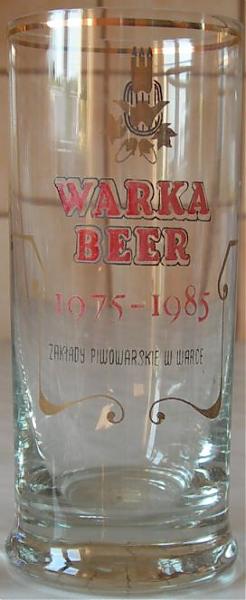 WARKA
BEER
1975-1985
ZAKŁADY PIWOWARSKIE W WARCE